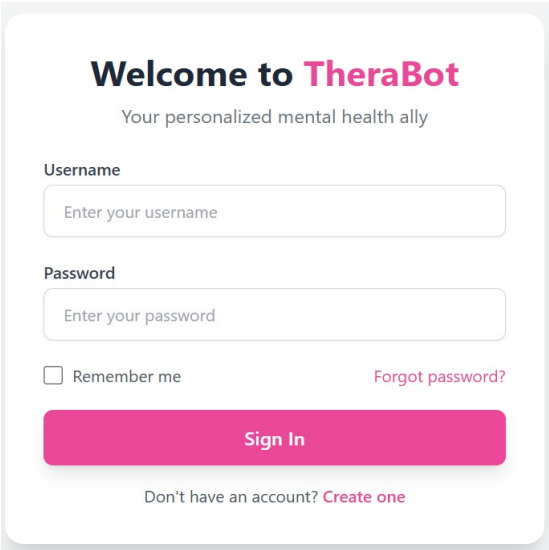 Welcome to TheraBot
Your personalized mental health ally
Username
Enter your username
Password
Enter your password
Remember me Forgot password?
Sign In
Don't have an account? Create one